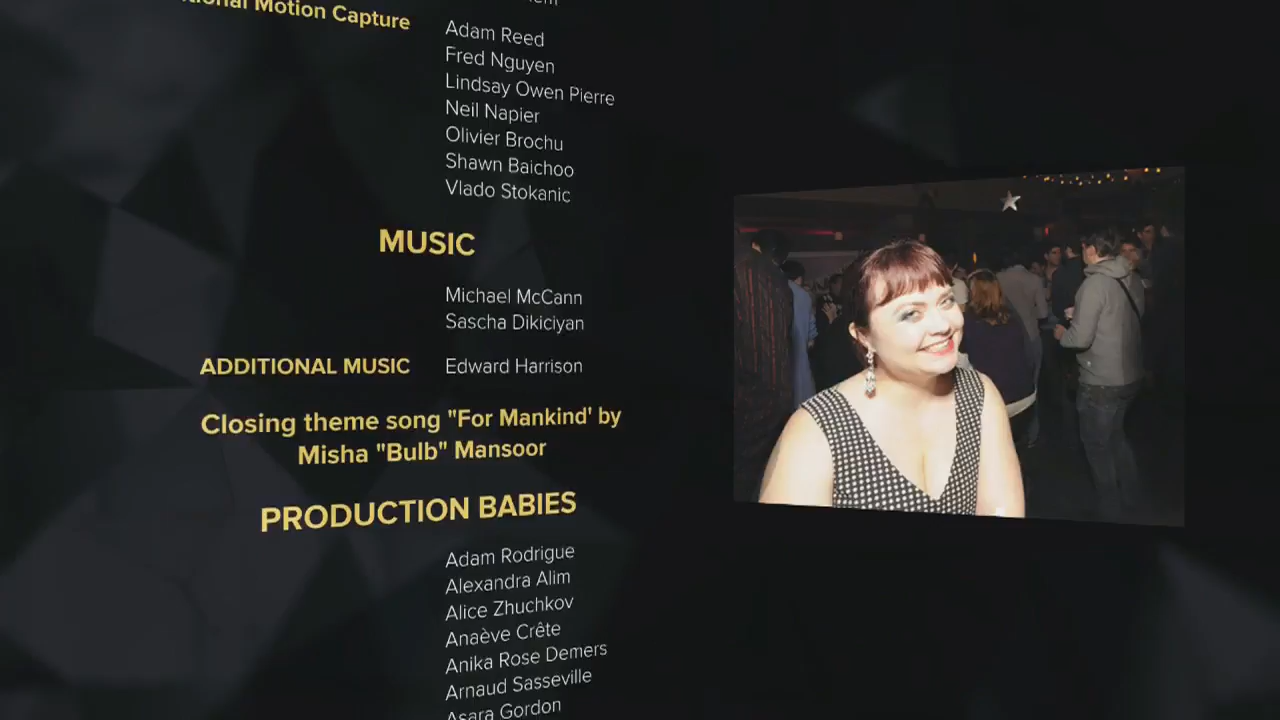 Motion Capture
Adam Reed
Fred Nguyen
Lindsay Owen Pierre
Neil Napier
Olivier Brochu
Shawn Baichoo
Vlado Stokanic
MUSIC
Michael McCann
Sascha Dikiciyan
ADDITIONAL MUSIC Edward Harrison
Closing theme song "For Mankind' by
Misha "Bulb" Mansoor
PRODUCTION BABIES
Adam Rodrigue
Alexandra Alim
Alice Zhuchkov
Anaève Crête
Anika Rose Demers
Arnaud Sasseville
Asara Gordon